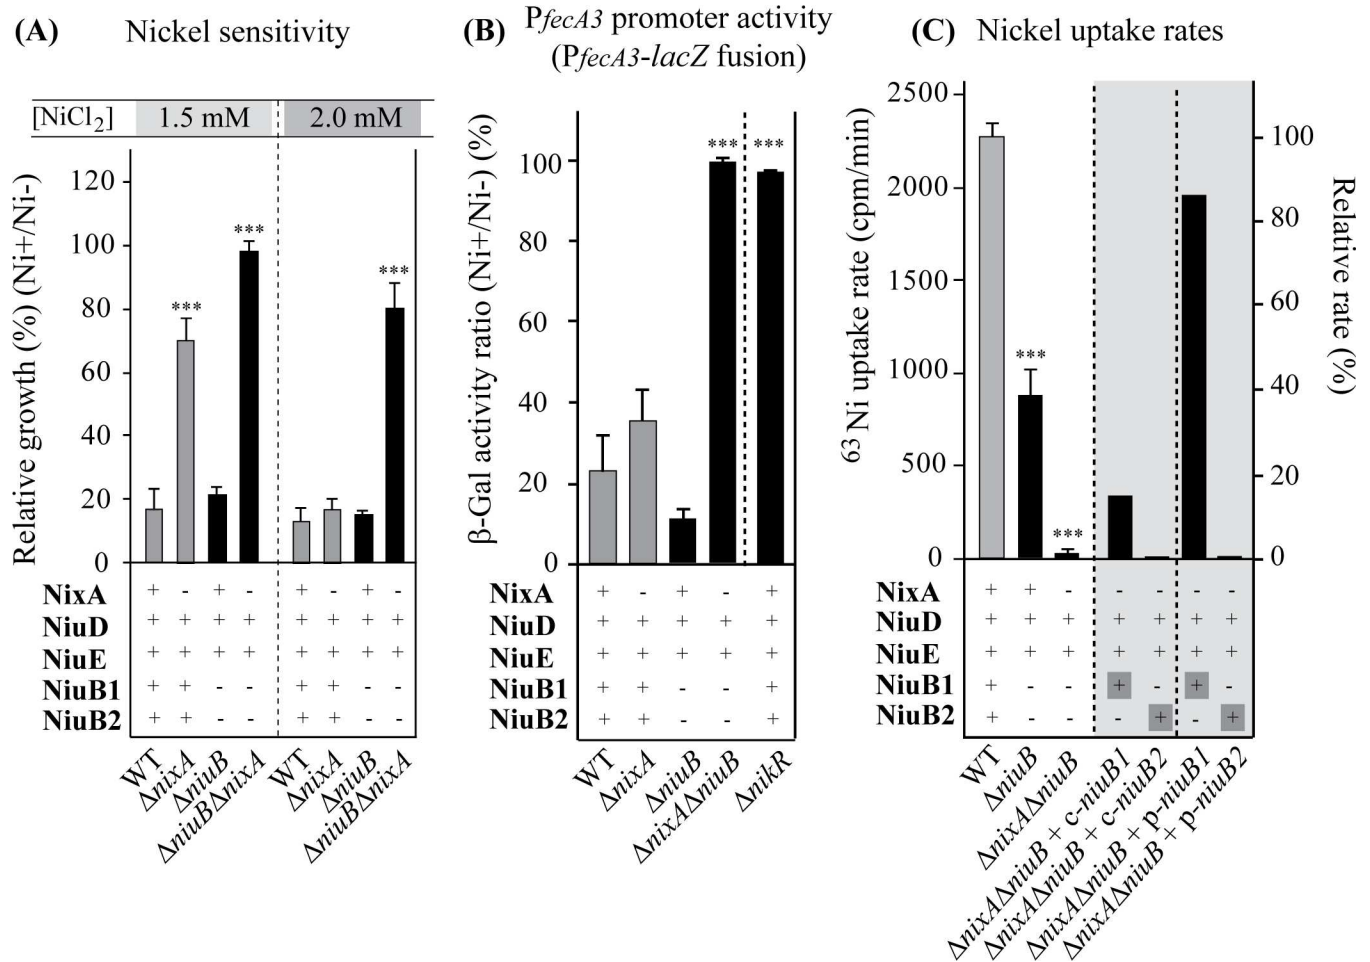 (A) Nickel sensitivity
[NiCl2] 1.5 mM 2.0 mM
Relative growth (%) (Ni+/Ni-)
120
100
80
60
40
20
0
*** *** ***
NixA + - + - + - + -
NiuD + + + + + + + +
NiuE + + + + + + + +
NiuB1 + + - - + + - -
NiuB2 + + - - + + - -
WT
ΔnixA
ΔniuB
ΔniuBΔnixA
WT
ΔnixA
ΔniuB
ΔniuBΔnixA
(B) PfecA3 promoter activity
(PfecA3-lacZ fusion)
β-Gal activity ratio (Ni+/Ni-) (%)
100
80
60
40
20
0
*** ***
NixA + - + - +
NiuD + + + + +
NiuE + + + + +
NiuB1 + + - - +
NiuB2 + + - - +
WT
ΔnixA
ΔniuB
ΔnixAΔniuB
ΔnikR
(C) Nickel uptake rates
63Ni uptake rate (cpm/min)
2500
2000
2500
2000
1000
500
0
*** ***
Relative rate (%)
100
80
60
40
20
0
NixA + + - - - - -
NiuD + + + + + + +
NiuE + + + + + + +
NiuB1 + - - + - + -
NiuB2 + - - - + - +
WT
ΔniuB
ΔnixAΔniuB
ΔnixAΔniuB + c-niuB1
ΔnixAΔniuB + c-niuB2
ΔnixAΔniuB + p-niuB1
ΔnixAΔniuB + p-niuB2